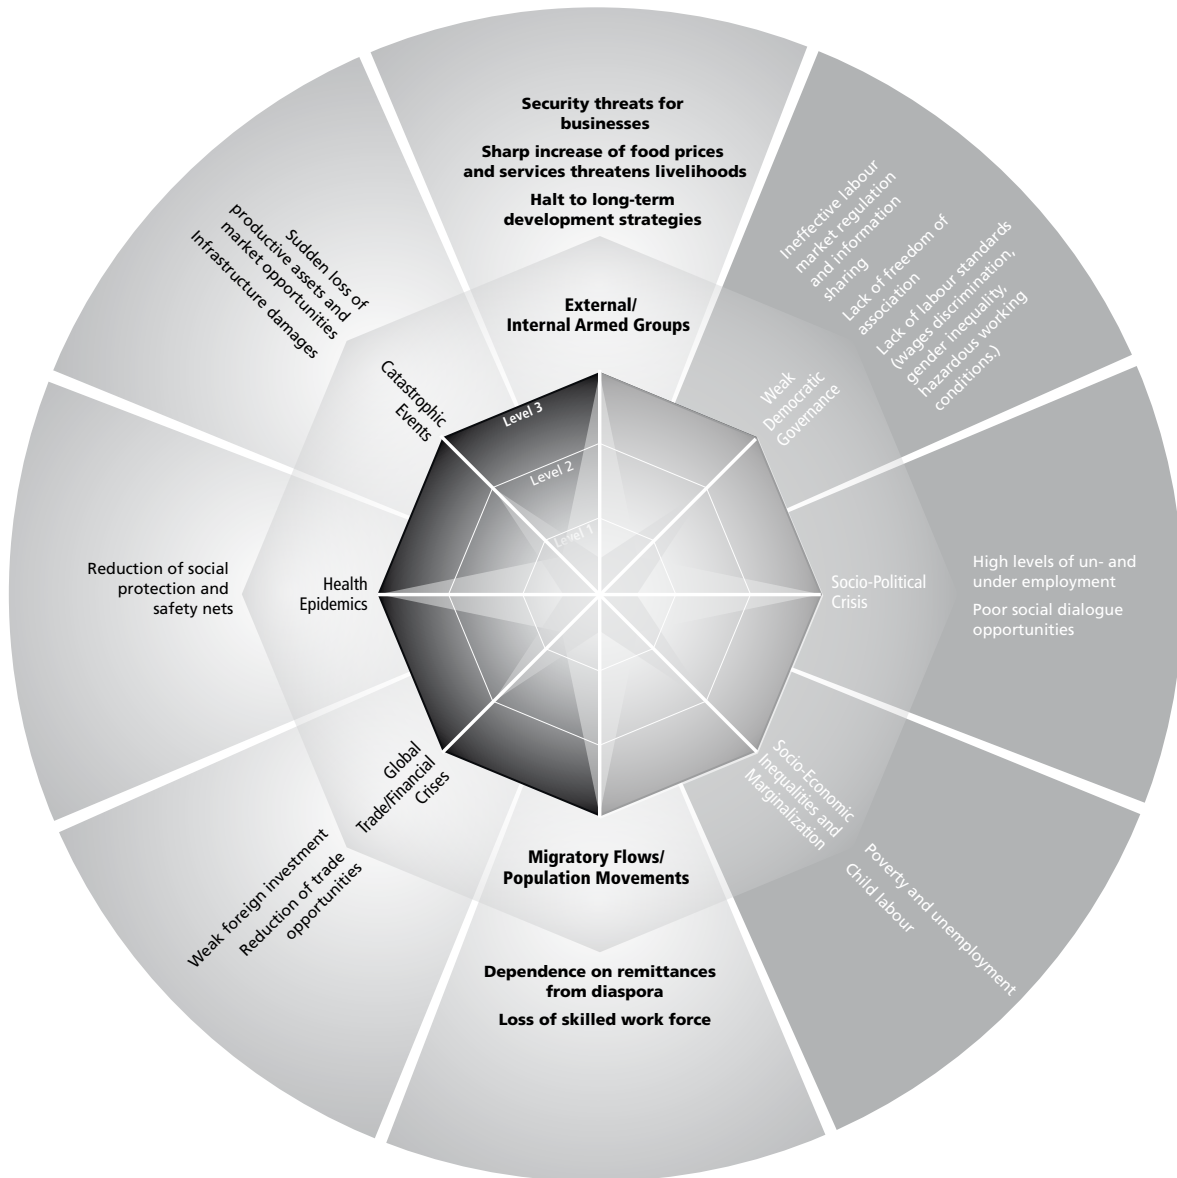 Security threats for
businesses
Sharp increase of food prices
and services threatens livelihoods
Halt to long-term
development strategies
External/
Internal Armed Groups
Ineffective labour
market regulation
and information
sharing
Lack of freedom of
association
Lack of labour standards
(wages discrimination,
gender inequality,
hazardous working
conditions,)
Weak
Democratic
Governance
High levels of un- and
under employment
Poor social dialogue
opportunities
Socio-Political
Crisis
Socio-Economic
Inequalities and
Marginalization
Poverty and unemployment
Child labour
Migratory Flows/
Population Movements
Dependence on remittances
from diaspora
Loss of skilled work force
Global
Trade/Financial
Crises
Weak foreign investment
Reduction of trade
opportunities
Health
Epidemics
Reduction of social
protection and
safety nets
Catastrophic
Events
Sudden loss of
productive assets and
market opportunities
Infrastructure damages
Level 3
Level 2
Level 1